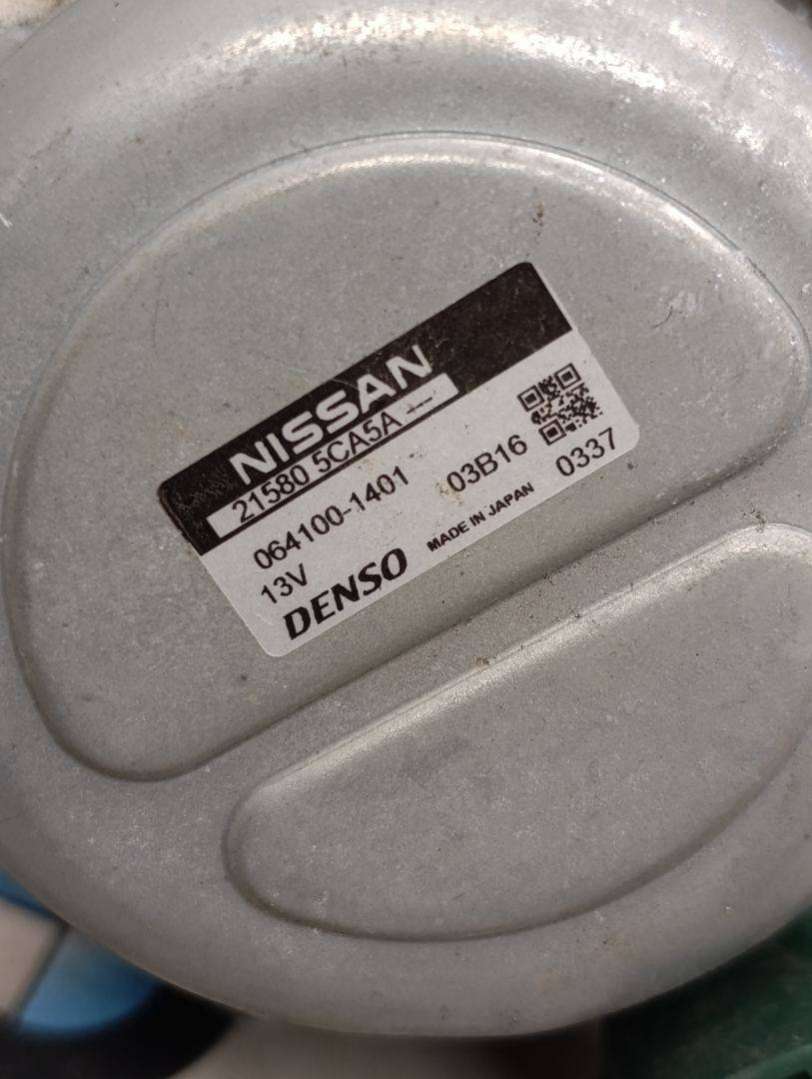 NISSAN
21580 5CA5A
064100-1401 03B16
13V MADE IN JAPAN 0337
DENSO